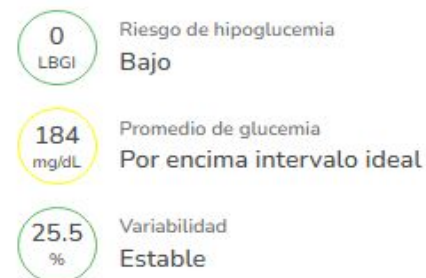 0
LBGI
Riesgo de hipoglucemia
Bajo
184
mg/dL
Promedio de glucemia
Por encima intervalo ideal
25.5
%
Variabilidad
Estable